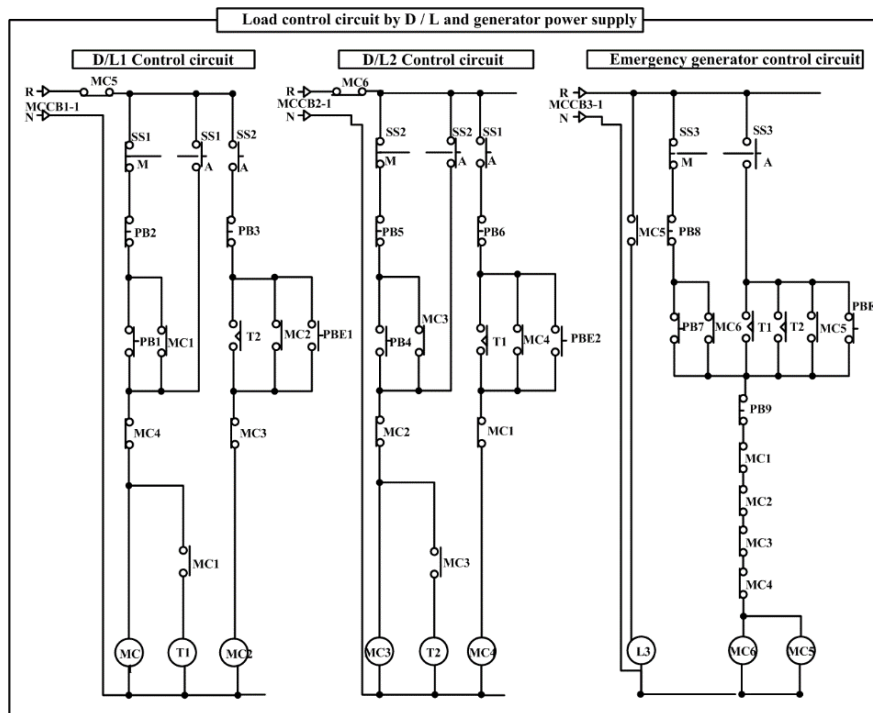 Load control circuit by D / L and generator power supply
D/L1 Control circuit
D/L2 Control circuit
Emergency generator control circuit
R
MC5
MCCB1-1
N
SS1
SS1
SS2
M
A
A
PB2
PB3
PB1
MC1
T2
MC2
PBE1
MC4
MC3
MC1
MC
T1
MC2
R
MC6
MCCB2-1
N
SS2
SS2
SS1
M
A
A
PB5
PB6
MC3
PB4
T1
MC4
PBE2
MC2
MC1
MC3
MC3
T2
MC4
R
MCCB3-1
N
SS3
SS3
M
A
MC5
PB8
PBE
PB7
MC6
T1
T2
MC5
PB9
MC1
MC2
MC3
MC4
L3
MC6
MC5